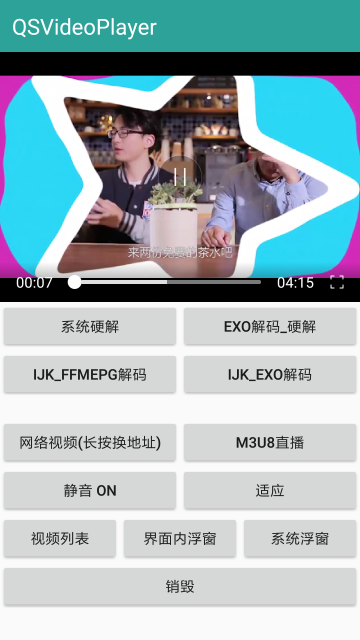 QSVideoPlayer
来两份免费的茶水吧
00:07
04:15
系统硬解
EXO解码_硬解
IJK_FFMEPG解码
IJK_EXO解码
网络视频(长按换地址)
M3U8直播
静音 ON
适应
视频列表
界面内浮窗
系统浮窗
销毁